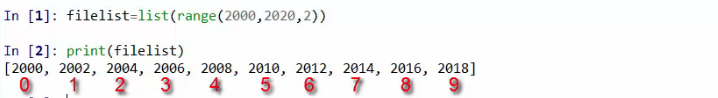 In [1]: filelist=list(range(2000,2020,2))
In [2]: print(filelist)
[2000, 2002, 2004, 2006, 2008, 2010, 2012, 2014, 2016, 2018]
0 1 2 3 4 5 6 7 8 9